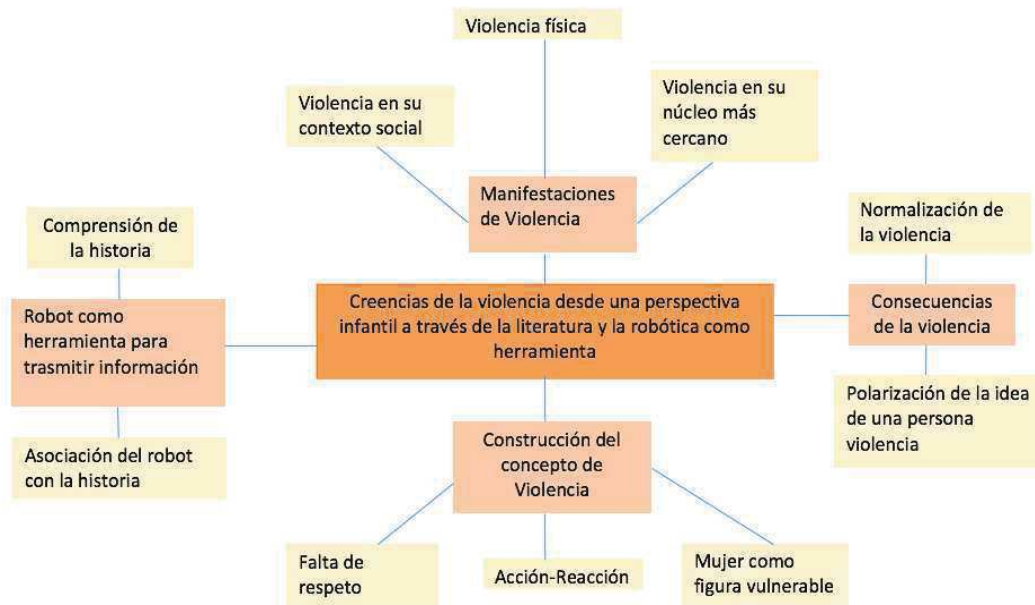 Violencia física
Violencia en su
contexto social
Violencia en su
núcleo más
cercano
Manifestaciones
de Violencia
Comprensión de
la historia
Normalización de
la violencia
Robot como
herramienta para
trasmitir información
Creencias de la violencia desde una perspectiva
infantil a través de la literatura y la robótica como
herramienta
Consecuencias
de la violencia
Asociación del robot
con la historia
Polarización de la idea
de una persona
violencia
Construcción del
concepto de
Violencia
Falta de
respeto
Acción-Reacción
Mujer como
figura vulnerable